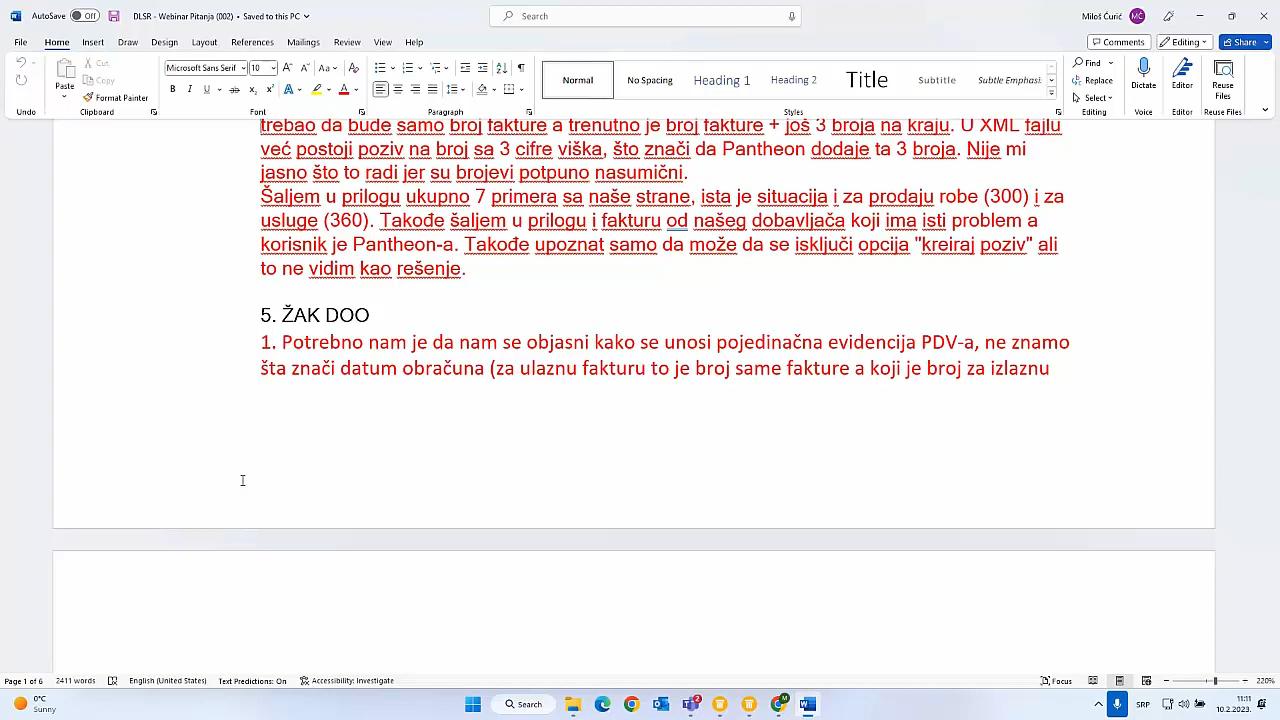 AutoSave Off DLSR - Webinar Pitanja (002) • Saved to this PC Search Miloš Ćurić MČ
File Home Insert Draw Design Layout References Mailings Review View Help Comments Editing Share
Paste Cut Copy Format Painter Microsoft Sans Serif 10 Normal No Spacing Heading 1 Heading 2 Title Subtitle Subtle Emphasi... Find Replace Select Dictate Editor Reuse Files
Undo Clipboard Font Paragraph Styles Editing Voice Editor Reuse Files
trebao da bude samo broj fakture a trenutno je broj fakture + još 3 broja na kraju. U XML fajlu
već postoji poziv na broj sa 3 cifre viška, što znači da Pantheon dodaje ta 3 broja. Nije mi
jasno što to radi jer su brojevi potpuno nasumični.
Šaljem u prilogu ukupno 7 primera sa naše strane, ista je situacija i za prodaju robe (300) i za
usluge (360). Takođe šaljem u prilogu i fakturu od našeg dobavljača koji ima isti problem a
korisnik je Pantheon-a. Takođe upoznat samo da može da se isključi opcija "kreiraj poziv" ali
to ne vidim kao rešenje.
5. ŽAK DOO
1. Potrebno nam je da nam se objasni kako se unosi pojedinačna evidencija PDV-a, ne znamo
šta znači datum obračuna (za ulaznu fakturu to je broj same fakture a koji je broj za izlaznu
Page 1 of 6 2411 words English (United States) Text Predictions: On Accessibility: Investigate Focus 220%
0°C
Sunny
Search
SRP
11:11
10.2.2023.